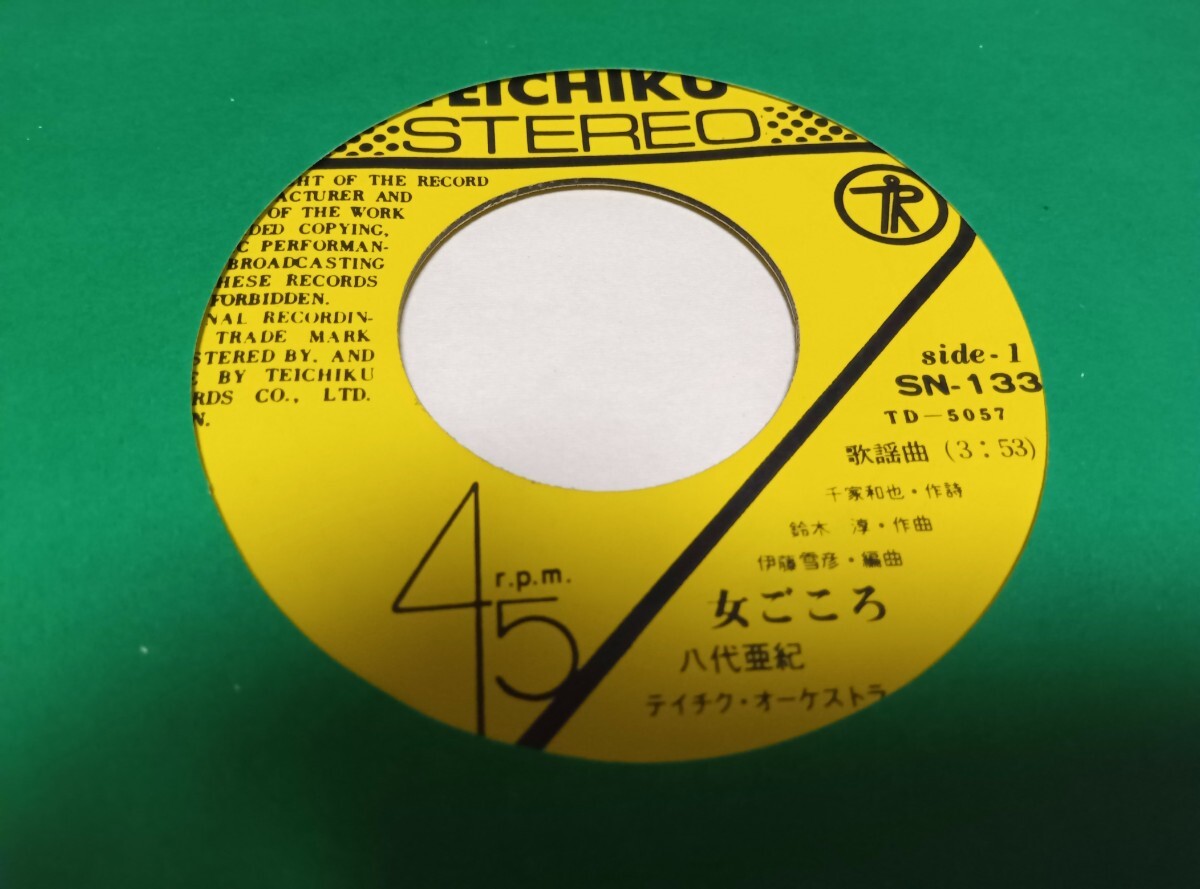 TEICHIKU
STEREO
HT OF THE RECORD
ACTURER AND
OF THE WORK
DED COPYING,
C PERFORMAN-
BROADCASTING
HESE RECORDS
FORBIDDEN.
NAL RECORDIN-
TRADE MARK
STERED BY, AND
BY TEICHIKU
RDS CO., LTD.
N.
side-1
SN-133
TD-5057
歌謡曲 (3:53)
千家和也・作詩
鈴木 淳・作曲
伊藤雪彦・編曲
女ごころ
八代亜紀
テイチク・オーケストラ
45 r.p.m.